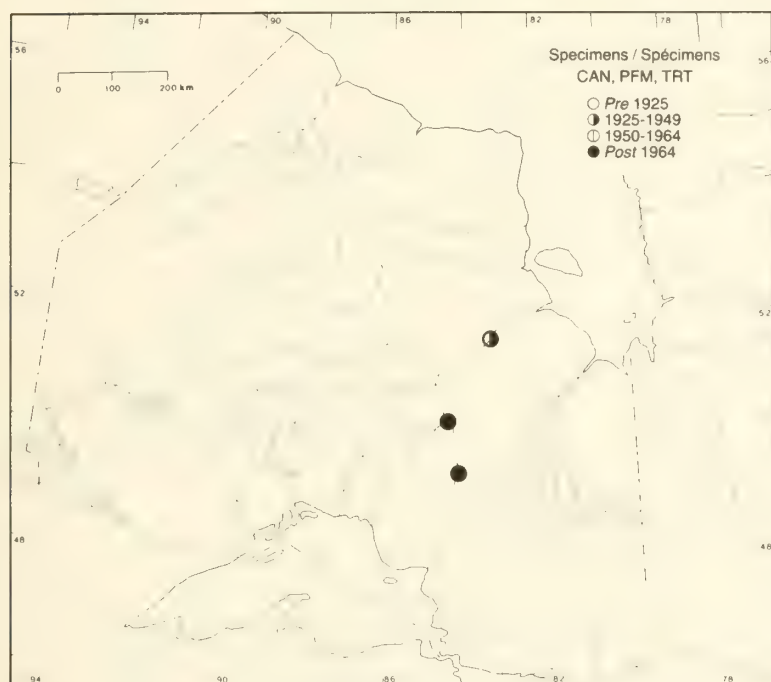 94 90 86 82 78
56 56
Specimens / Spécimens
CAN, PFM, TRT
0 100 200 km
Pre 1925
1925-1949
1950-1964
Post 1964
52 52
48 48
94 90 86 82 78